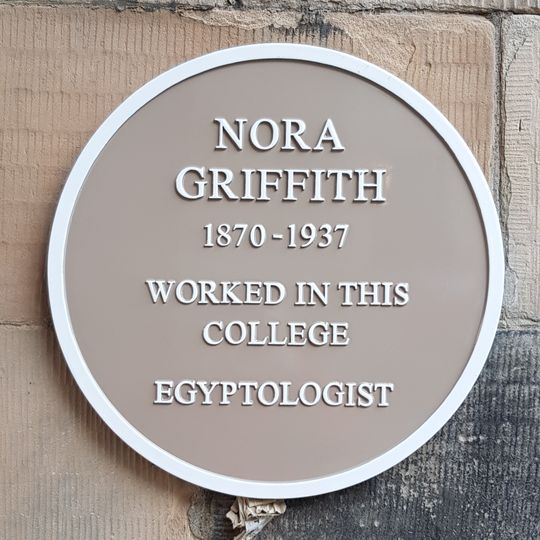 NORA
GRIFFITH
1870-1937
WORKED IN THIS
COLLEGE
EGYPTOLOGIST